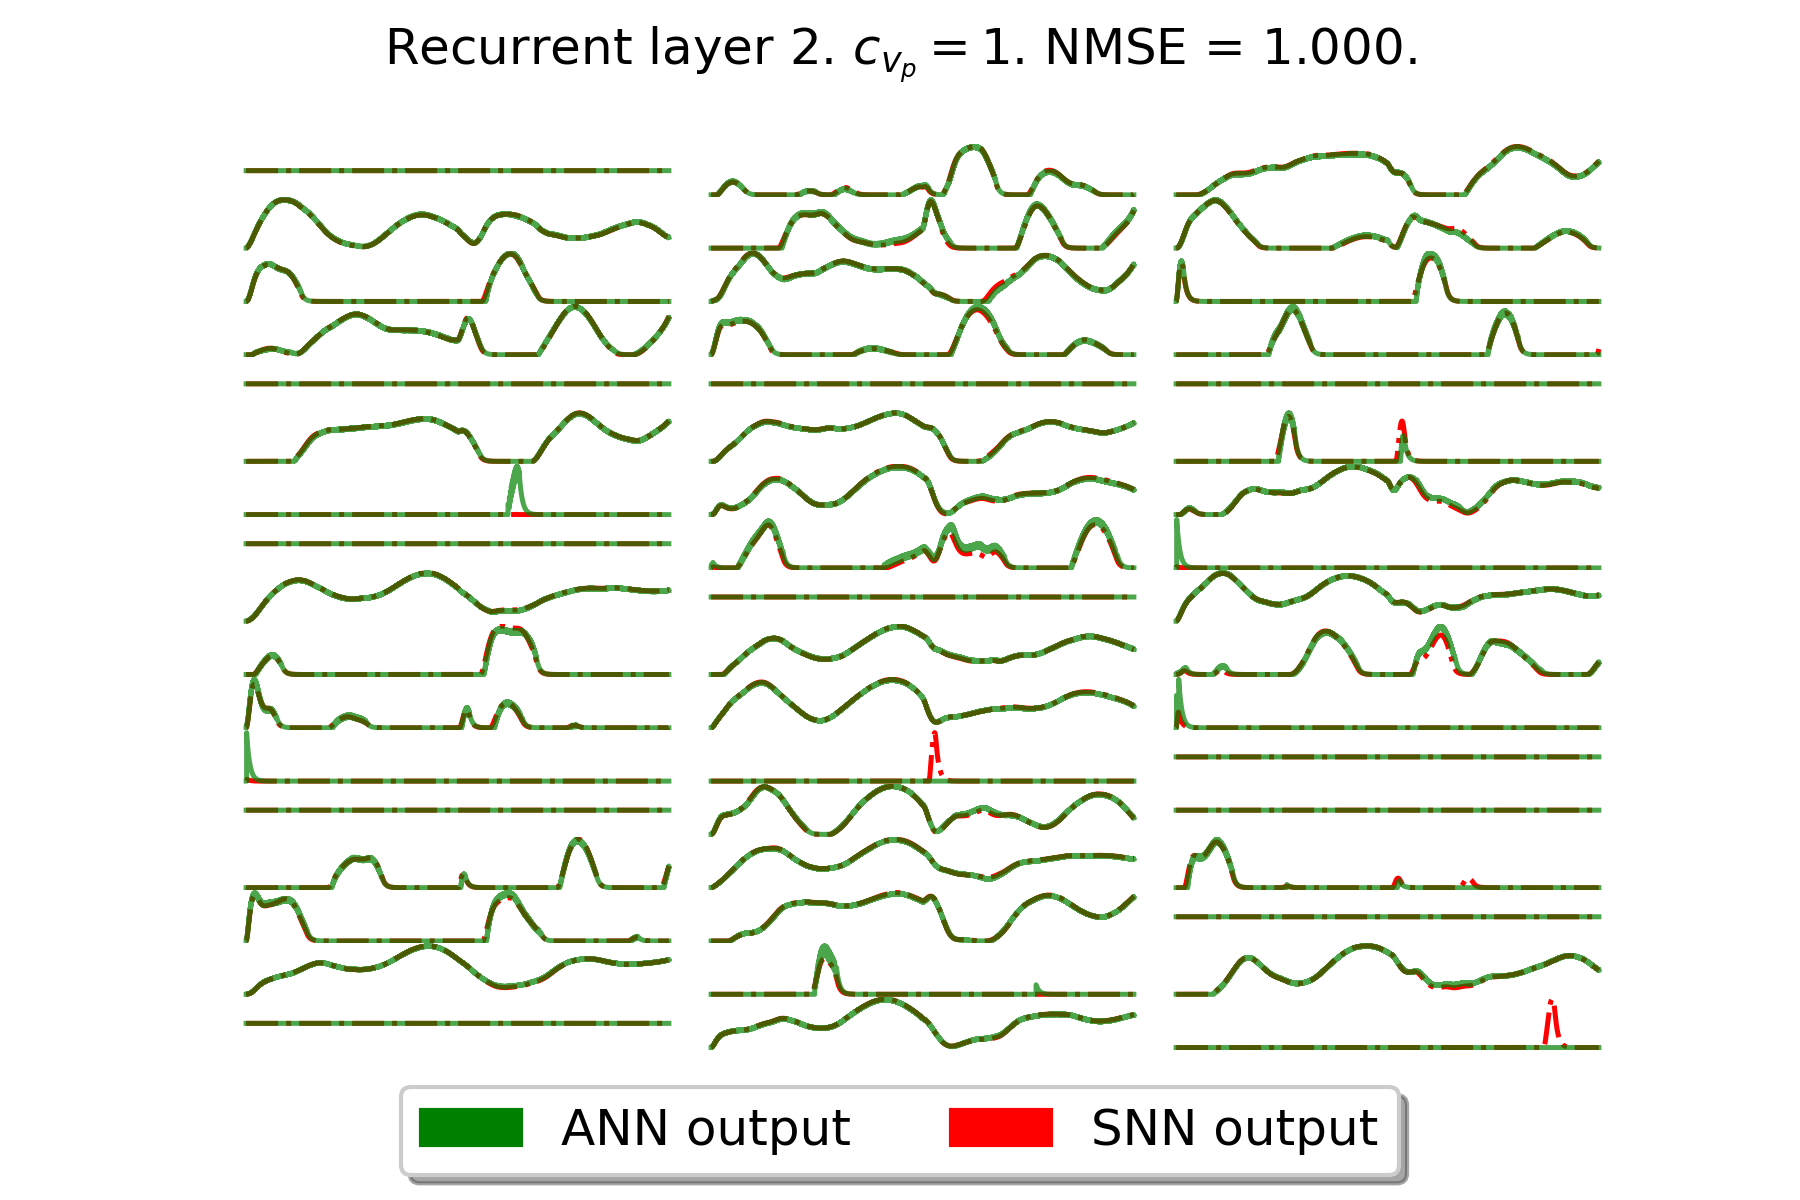 Recurrent layer 2. $c_{v_p} = 1$. NMSE = 1.000.
ANN output
SNN output